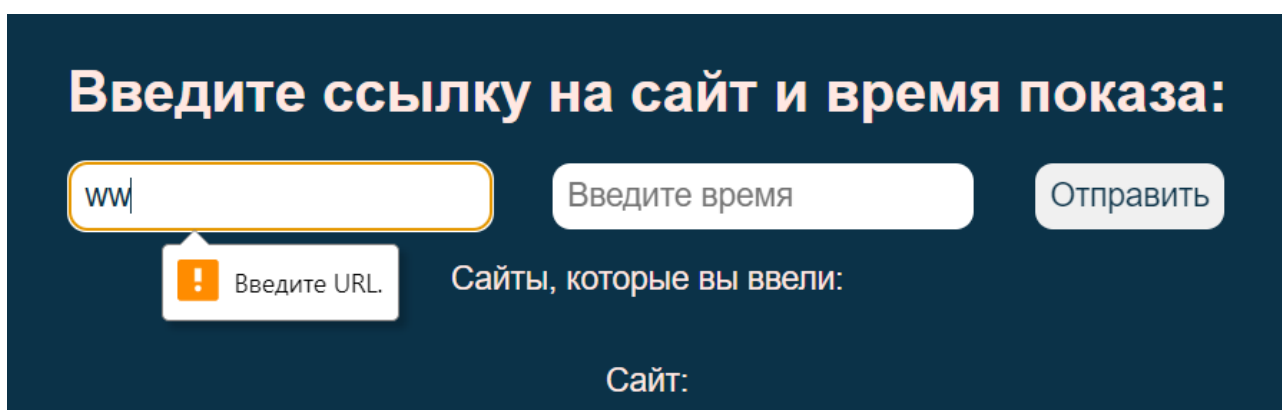 Введите ссылку на сайт и время показа:
ww
Введите время
Отправить
Введите URL.
Сайты, которые вы ввели:
Сайт: